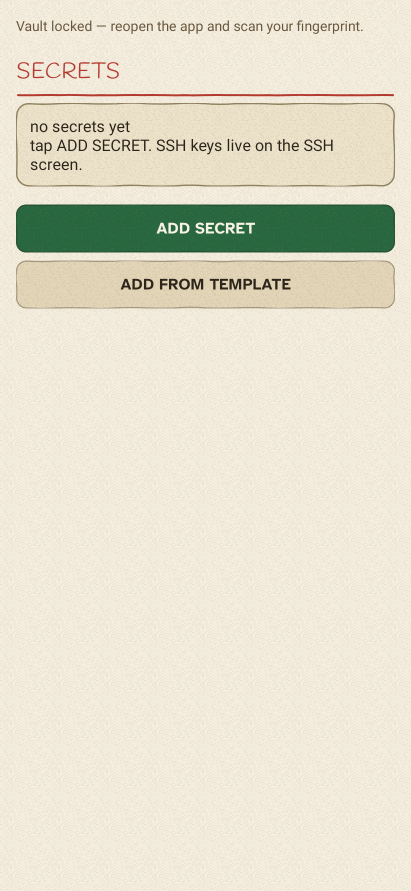 Vault locked — reopen the app and scan your fingerprint.
SECRETS
no secrets yet
tap ADD SECRET. SSH keys live on the SSH
screen.
ADD SECRET
ADD FROM TEMPLATE